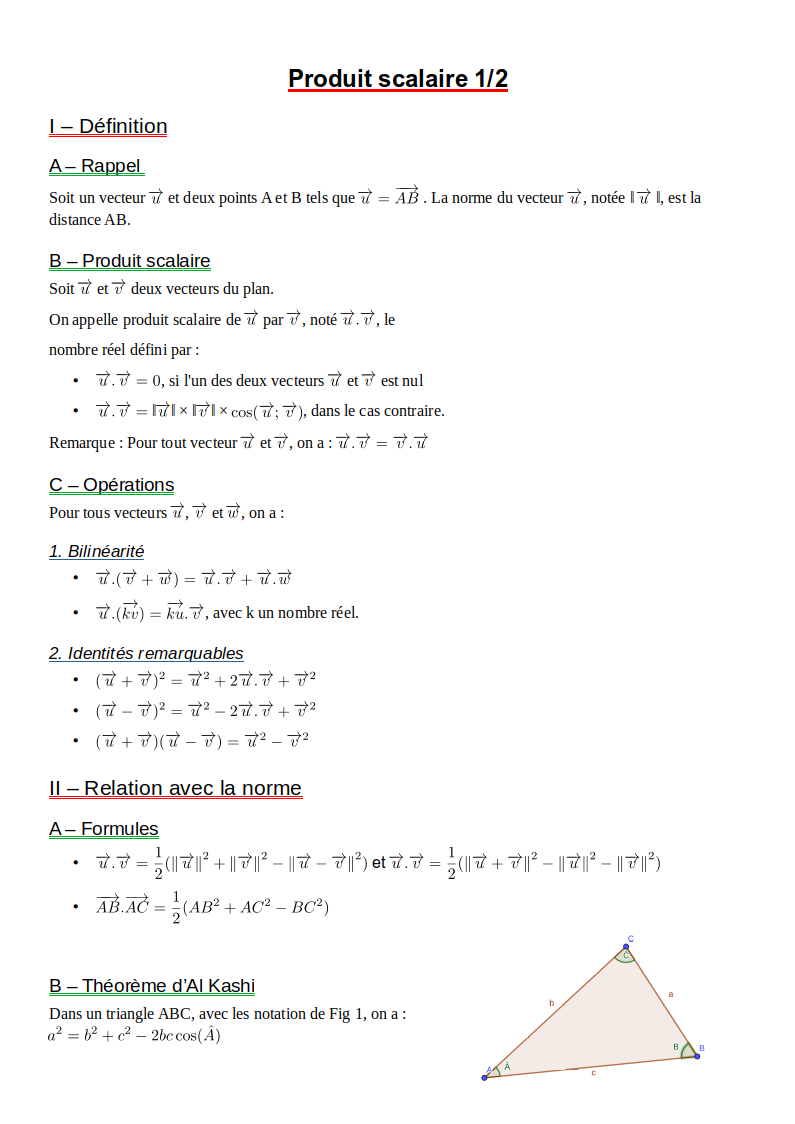 Produit scalaire 1/2
I – Définition
A – Rappel
Soit un vecteur $\overrightarrow{u}$ et deux points A et B tels que $\overrightarrow{u} = \overrightarrow{AB}$ . La norme du vecteur $\overrightarrow{u}$, notée ‖$\overrightarrow{u}$ ‖, est la
distance AB.
B – Produit scalaire
Soit $\overrightarrow{u}$ et $\overrightarrow{v}$ deux vecteurs du plan.
On appelle produit scalaire de $\overrightarrow{u}$ par $\overrightarrow{v}$, noté $\overrightarrow{u}.\overrightarrow{v}$, le
nombre réel défini par :
• $\overrightarrow{u}.\overrightarrow{v} = 0$, si l'un des deux vecteurs $\overrightarrow{u}$ et $\overrightarrow{v}$ est nul
• $\overrightarrow{u}.\overrightarrow{v} =$ ‖$\overrightarrow{u}$‖ × ‖$\overrightarrow{v}$‖ × $\cos(\overrightarrow{u};\overrightarrow{v})$, dans le cas contraire.
Remarque : Pour tout vecteur $\overrightarrow{u}$ et $\overrightarrow{v}$, on a : $\overrightarrow{u}.\overrightarrow{v} = \overrightarrow{v}.\overrightarrow{u}$
C – Opérations
Pour tous vecteurs $\overrightarrow{u}$, $\overrightarrow{v}$ et $\overrightarrow{w}$, on a :
1. Bilinéarité
• $\overrightarrow{u}.(\overrightarrow{v} + \overrightarrow{w}) = \overrightarrow{u}.\overrightarrow{v} + \overrightarrow{u}.\overrightarrow{w}$
• $\overrightarrow{u}.(\overrightarrow{kv}) = \overrightarrow{ku}.\overrightarrow{v}$, avec k un nombre réel.
2. Identités remarquables
• $(\overrightarrow{u} + \overrightarrow{v})^2 = \overrightarrow{u}^2 + 2\overrightarrow{u}.\overrightarrow{v} + \overrightarrow{v}^2$
• $(\overrightarrow{u} - \overrightarrow{v})^2 = \overrightarrow{u}^2 - 2\overrightarrow{u}.\overrightarrow{v} + \overrightarrow{v}^2$
• $(\overrightarrow{u} + \overrightarrow{v})(\overrightarrow{u} - \overrightarrow{v}) = \overrightarrow{u}^2 - \overrightarrow{v}^2$
II – Relation avec la norme
A – Formules
• $\overrightarrow{u}.\overrightarrow{v} = \frac{1}{2}(\|\overrightarrow{u}\|^2 + \|\overrightarrow{v}\|^2 - \|\overrightarrow{u} - \overrightarrow{v}\|^2)$ et $\overrightarrow{u}.\overrightarrow{v} = \frac{1}{2}(\|\overrightarrow{u} + \overrightarrow{v}\|^2 - \|\overrightarrow{u}\|^2 - \|\overrightarrow{v}\|^2)$
• $\overrightarrow{AB}.\overrightarrow{AC} = \frac{1}{2}(AB^2 + AC^2 - BC^2)$
B – Théorème d'Al Kashi
Dans un triangle ABC, avec les notation de Fig 1, on a :
$a^2 = b^2 + c^2 - 2bc\cos(\hat{A})$
C
Ĉ
b
a
B
B
A
Â
c